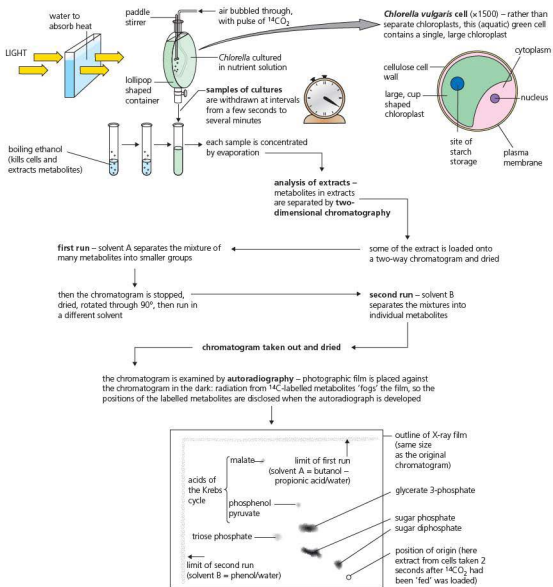 water to
absorb heat
paddle
stirrer
air bubbled through,
with pulse of ¹⁴CO₂
Chlorella vulgaris cell (×1500) – rather
than separate chloroplasts, this (aquatic) green cell
contains a single, large chloroplast
LIGHT
Chlorella cultured
in nutrient solution
cytoplasm
cellulose cell
wall
lollipop
shaped
container
samples of cultures
are withdrawn at intervals
from a few seconds to
several minutes
large, cup
shaped
chloroplast
nucleus
site of
starch
storage
plasma
membrane
boiling ethanol
(kills cells and
extracts metabolites)
each sample is concentrated
by evaporation
analysis of extracts –
metabolites in extracts
are separated by two-
dimensional chromatography
first run – solvent A separates the mixture of
many metabolites into smaller groups
some of the extract is loaded onto
a two-way chromatogram and dried
then the chromatogram is stopped,
dried, rotated through 90º, then run in
a different solvent
second run – solvent B
separates the mixtures into
individual metabolites
chromatogram taken out and dried
the chromatogram is examined by autoradiography – photographic film is placed against
the chromatogram in the dark: radiation from ¹⁴C-labelled metabolites 'fogs' the film, so the
positions of the labelled metabolites are disclosed when the autoradiograph is developed
outline of X-ray film
(same size
as the original
chromatogram)
malate
limit of first run
(solvent A = butanol –
propionic acid/water)
acids of
the Krebs
cycle
phosphenol
pyruvate
glycerate 3-phosphate
triose phosphate
sugar phosphate
sugar diphosphate
limit of second run
(solvent B = phenol/water)
position of origin (here
extract from cells taken 2
seconds after ¹⁴CO₂ had
been 'fed' was loaded)